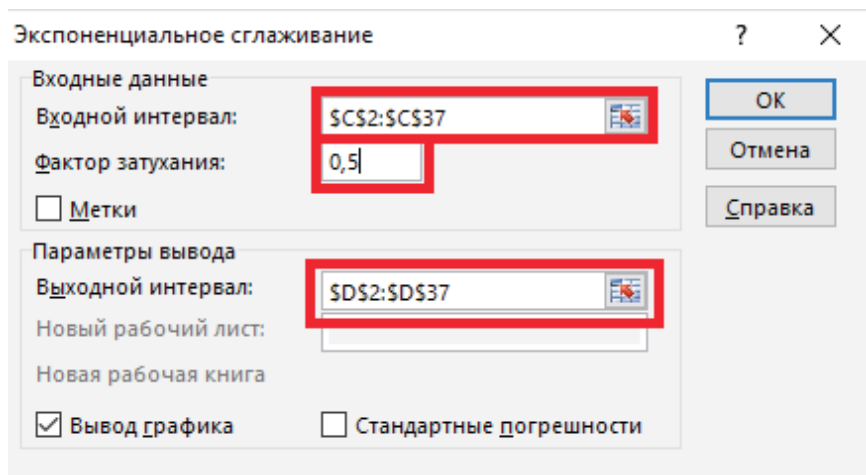 Экспоненциальное сглаживание
?
Входные данные
Входной интервал: $C$2:$C$37
Фактор затухания: 0,5
Метки
OK
Отмена
Справка
Параметры вывода
Выходной интервал: $D$2:$D$37
Новый рабочий лист:
Новая рабочая книга
Вывод графика Стандартные погрешности